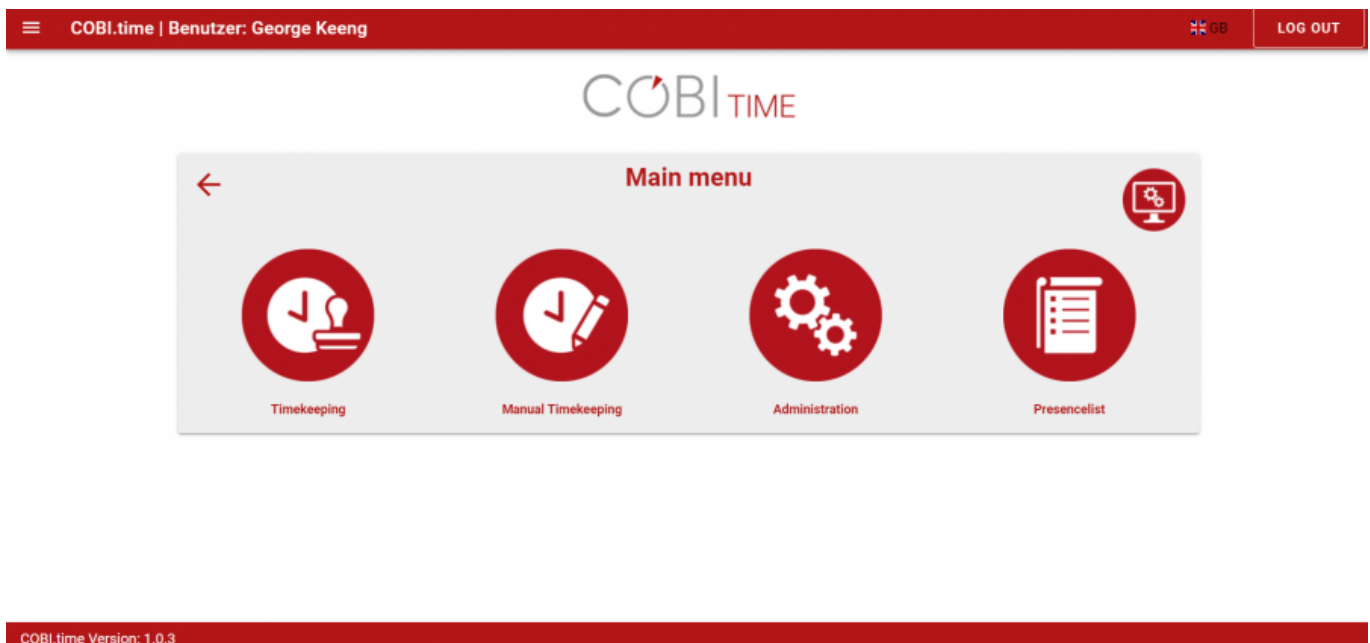 COBI.time | Benutzer: George Keeng
GB
LOG OUT
COBI TIME
Main menu
Timekeeping
Manual Timekeeping
Administration
Presencelist
COBI.time Version: 1.0.3